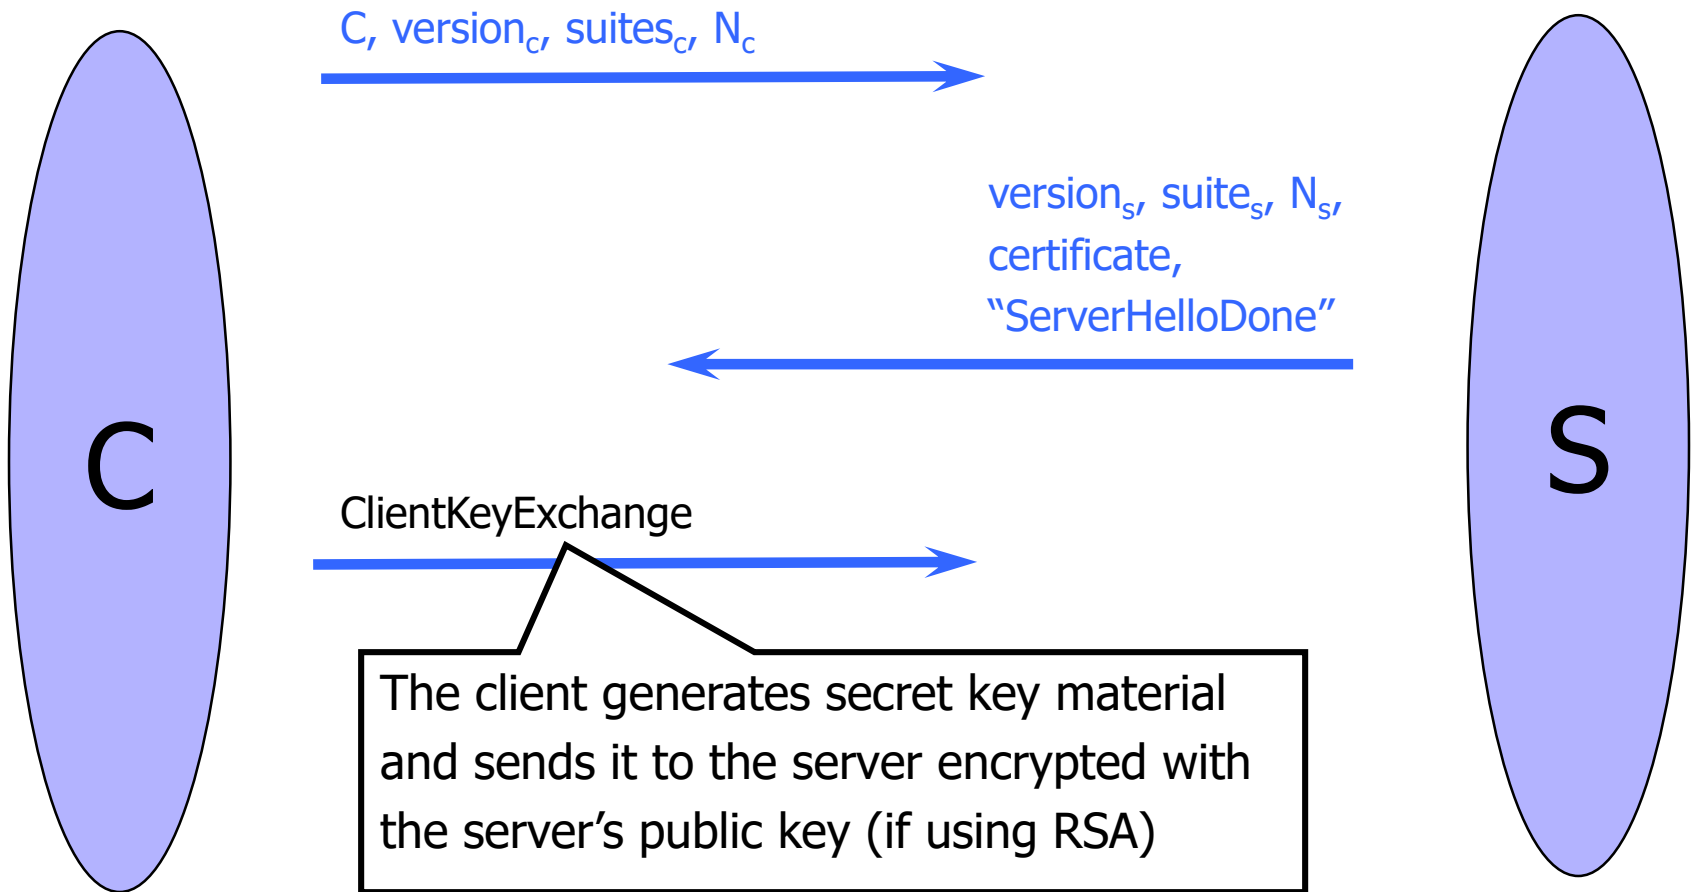 C, version_c, suites_c, N_c
version_s, suite_s, N_s,
certificate,
“ServerHelloDone”
C
S
ClientKeyExchange
The client generates secret key material
and sends it to the server encrypted with
the server’s public key (if using RSA)